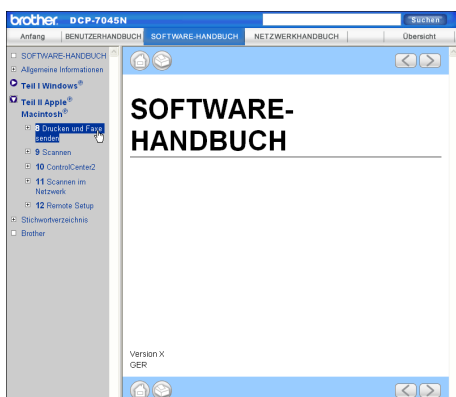 brother. DCP-7045N
Suchen
Anfang BENUTZERHANDBUCH SOFTWARE-HANDBUCH NETZWERKHANDBUCH Übersicht
SOFTWARE-HANDBUCH
Allgemeine Informationen
Teil I Windows®
Teil II Apple®
Macintosh®
8 Drucken und Faxe
senden
9 Scannen
10 ControlCenter2
11 Scannen im
Netzwerk
12 Remote Setup
Stichwortverzeichnis
Brother
SOFTWARE-
HANDBUCH
Version X
GER